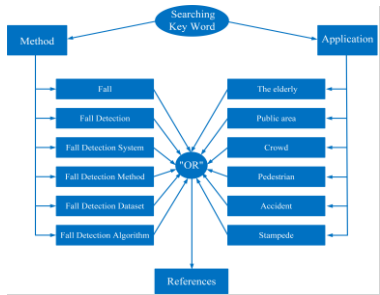 Searching
Key Word
Method
Application
Fall
The elderly
Fall Detection
Public area
Fall Detection System
Crowd
"OR"
Fall Detection Method
Pedestrian
Fall Detection Dataset
Accident
Fall Detection Algorithm
Stampede
References